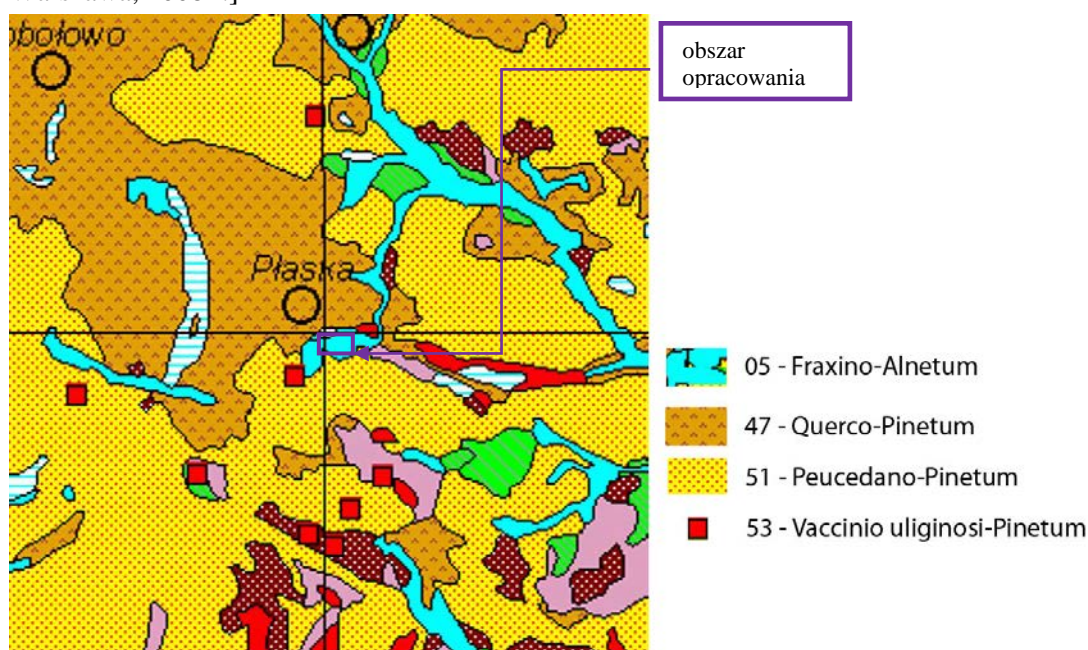 obszar
opracowania
Płaska
05 - Fraxino-Alnetum
47 - Querco-Pinetum
51 - Peucedano-Pinetum
53 - Vaccinio uliginosi-Pinetum